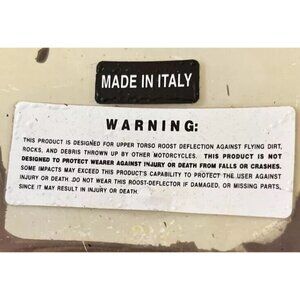 MADE IN ITALY
WARNING:
THIS PRODUCT IS DESIGNED FOR UPPER TORSO ROOST DEFLECTION AGAINST FLYING DIRT,
ROCKS, AND DEBRIS THROWN UP BY OTHER MOTORCYCLES. THIS PRODUCT IS NOT
DESIGNED TO PROTECT WEARER AGAINST INJURY OR DEATH FROM FALLS OR CRASHES.
SOME IMPACTS MAY EXCEED THIS PRODUCT'S CAPABILITY TO PROTECT THE USER AGAINST
INJURY OR DEATH .DO NOT WEAR THIS ROOST-DEFLECTOR IF DAMAGED, OR MISSING PARTS,
SINCE IT MAY RESULT IN INJURY OR DEATH